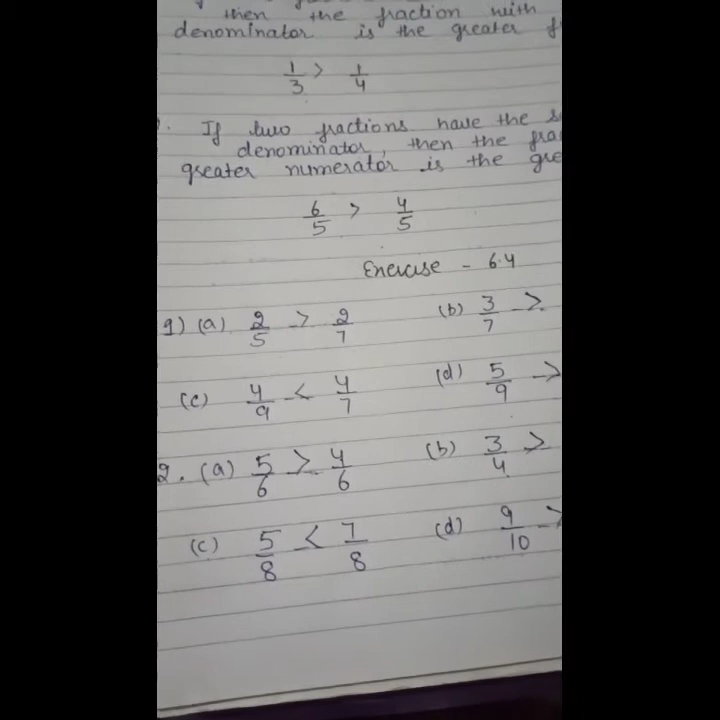 then the fraction with
denominator is the greater
1/3 > 1/4
If two fractions have the
denominator, then the
greater numerator is the
6/5 > 4/5
Exercise - 6.4
1) (a) 2/5 > 2/7 (b) 3/7 >
(c) 4/9 < 4/7 (d) 5/9 >
2. (a) 5/6 > 4/6 (b) 3/4 >
(c) 5/8 < 7/8 (d) 9/10 >